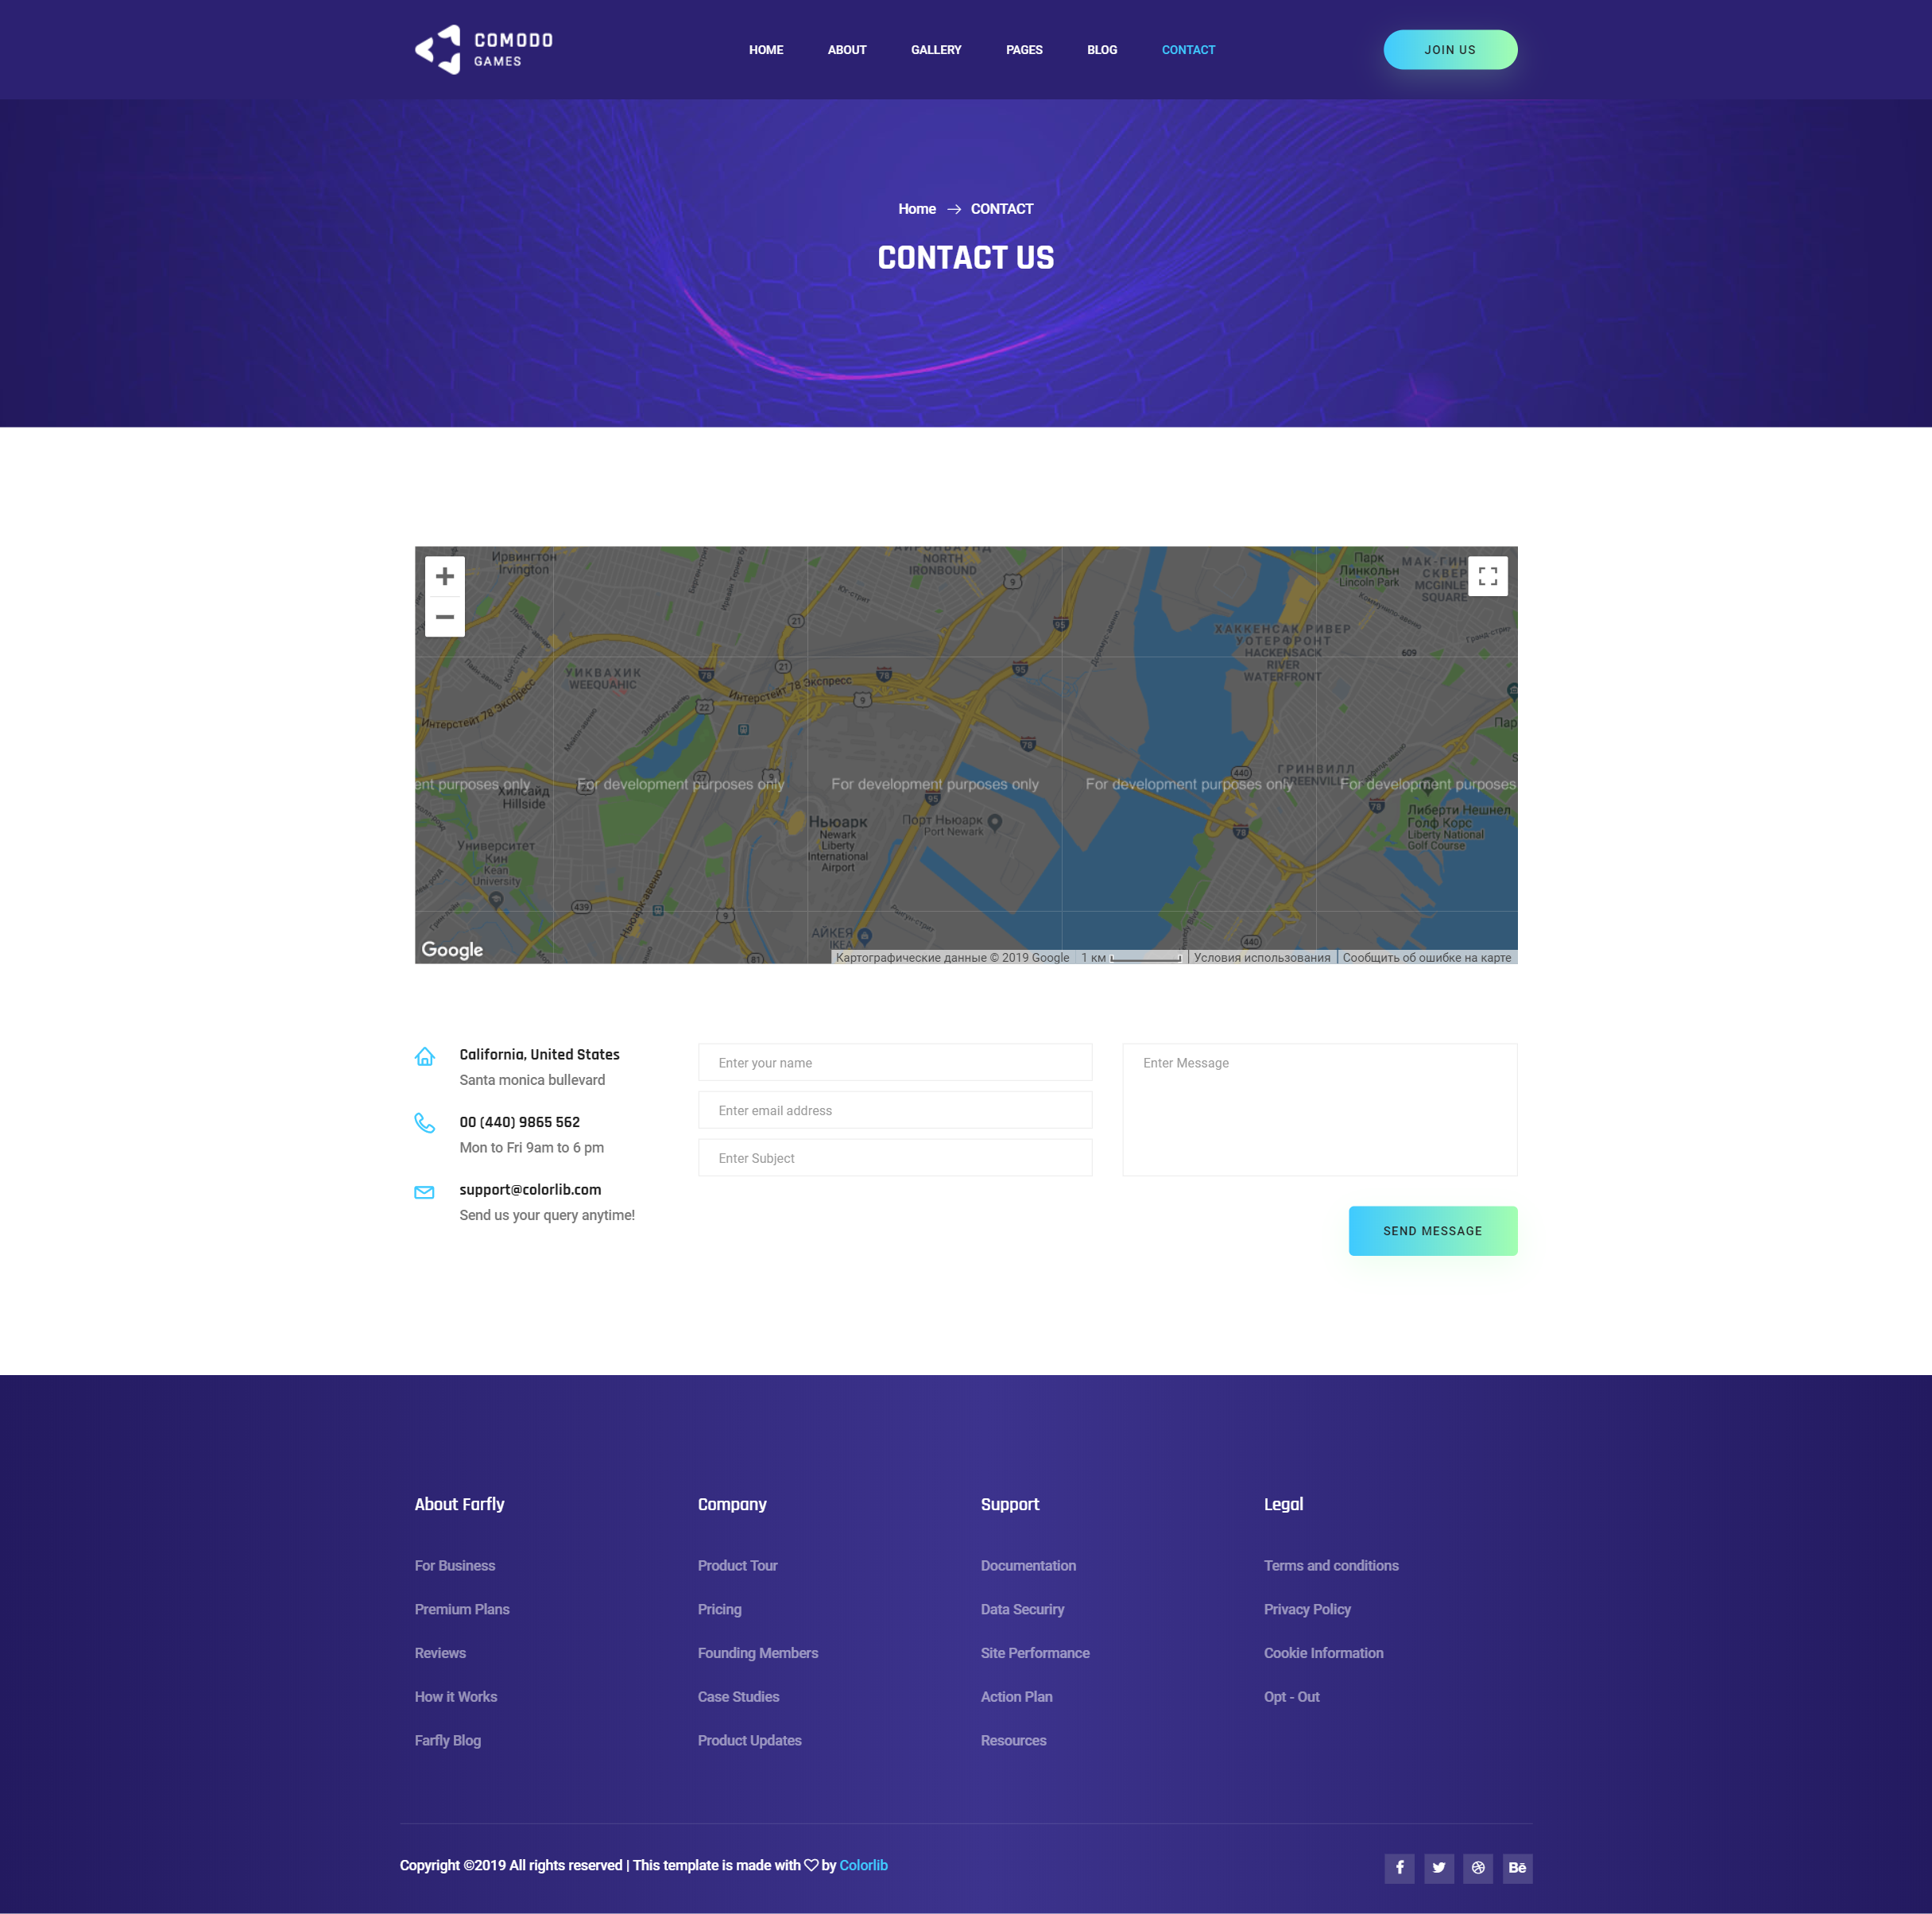 COMODO
GAMES
HOME ABOUT GALLERY PAGES BLOG CONTACT
JOIN US
Home CONTACT
CONTACT US
Ирвингтон
Irvington
NORTH
IRONBOUND
Парк
Линкольн
Lincoln Park
УИКВАХИК
WEEQUAHIC
ХАККЕНСАК РИВЕР
УОТЕРФРОНТ
HACKENSACK
RIVER
WATERFRONT
Интерстейт 78 Экспресс
Интерстейт 78 Экспресс
For development purposes only
For development purposes only
For development purposes only
For development purposes
ent purposes only
ГРИНВИЛЛ
GREENVILLE
Хилсайд
Hillside
Ньюарк
Newark
Liberty
International
Airport
Порт Ньюарк
Port Newark
Либерти Нешнел
Гольф Корс
Liberty National
Golf Course
Университет
Кин
Kean
University
Ньюарк-авеню
АЙКЕЯ
IKEA
Google
Картографические данные © 2019 Google 1 км Условия использования Сообщить об ошибке на карте
California, United States
Santa monica bullevard
00 (440) 9865 562
Mon to Fri 9am to 6 pm
support@colorlib.com
Send us your query anytime!
Enter your name
Enter email address
Enter Subject
Enter Message
SEND MESSAGE
About Farfly
For Business
Premium Plans
Reviews
How it Works
Farfly Blog
Company
Product Tour
Pricing
Founding Members
Case Studies
Product Updates
Support
Documentation
Data Securiry
Site Performance
Action Plan
Resources
Legal
Terms and conditions
Privacy Policy
Cookie Information
Opt - Out
Copyright ©2019 All rights reserved | This template is made with by Colorlib